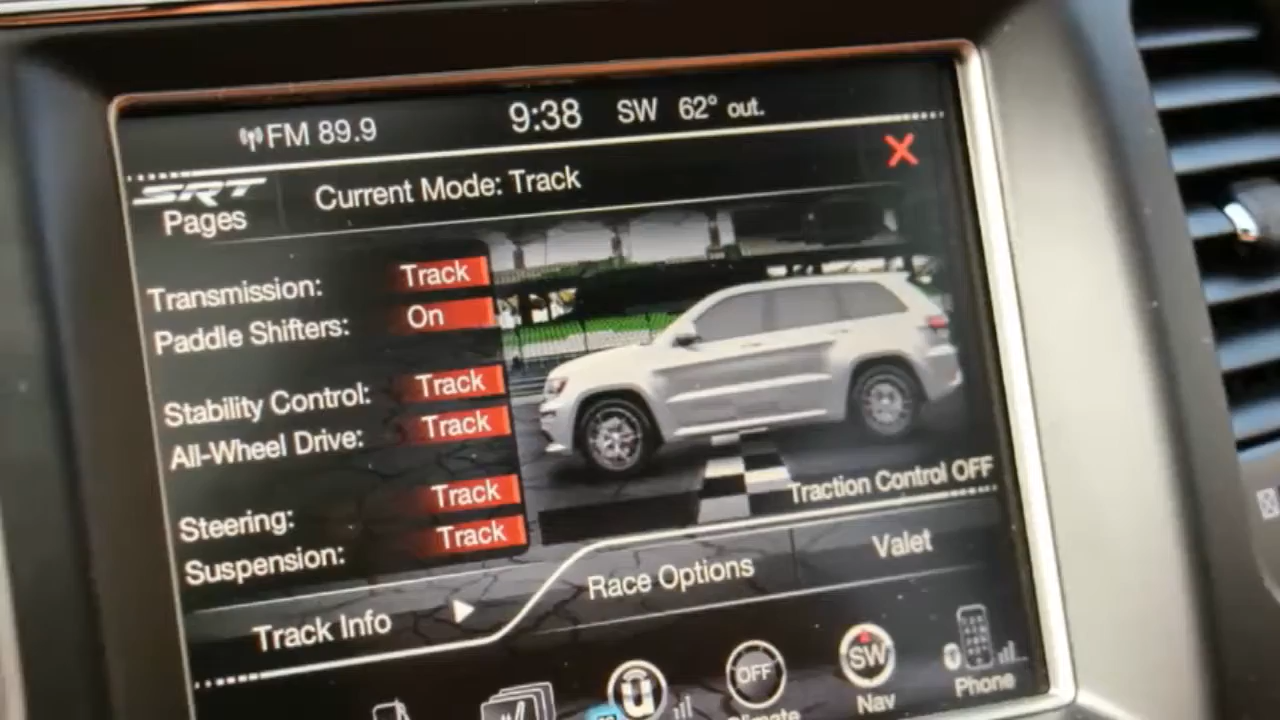 FM 89.9 9:38 SW 62° out.
SRT Pages Current Mode: Track
Transmission: Track
Paddle Shifters: On
Stability Control: Track
All-Wheel Drive: Track
Steering: Track
Suspension: Track
Traction Control OFF
Track Info Race Options Valet
OFF SW
Climate Nav Phone